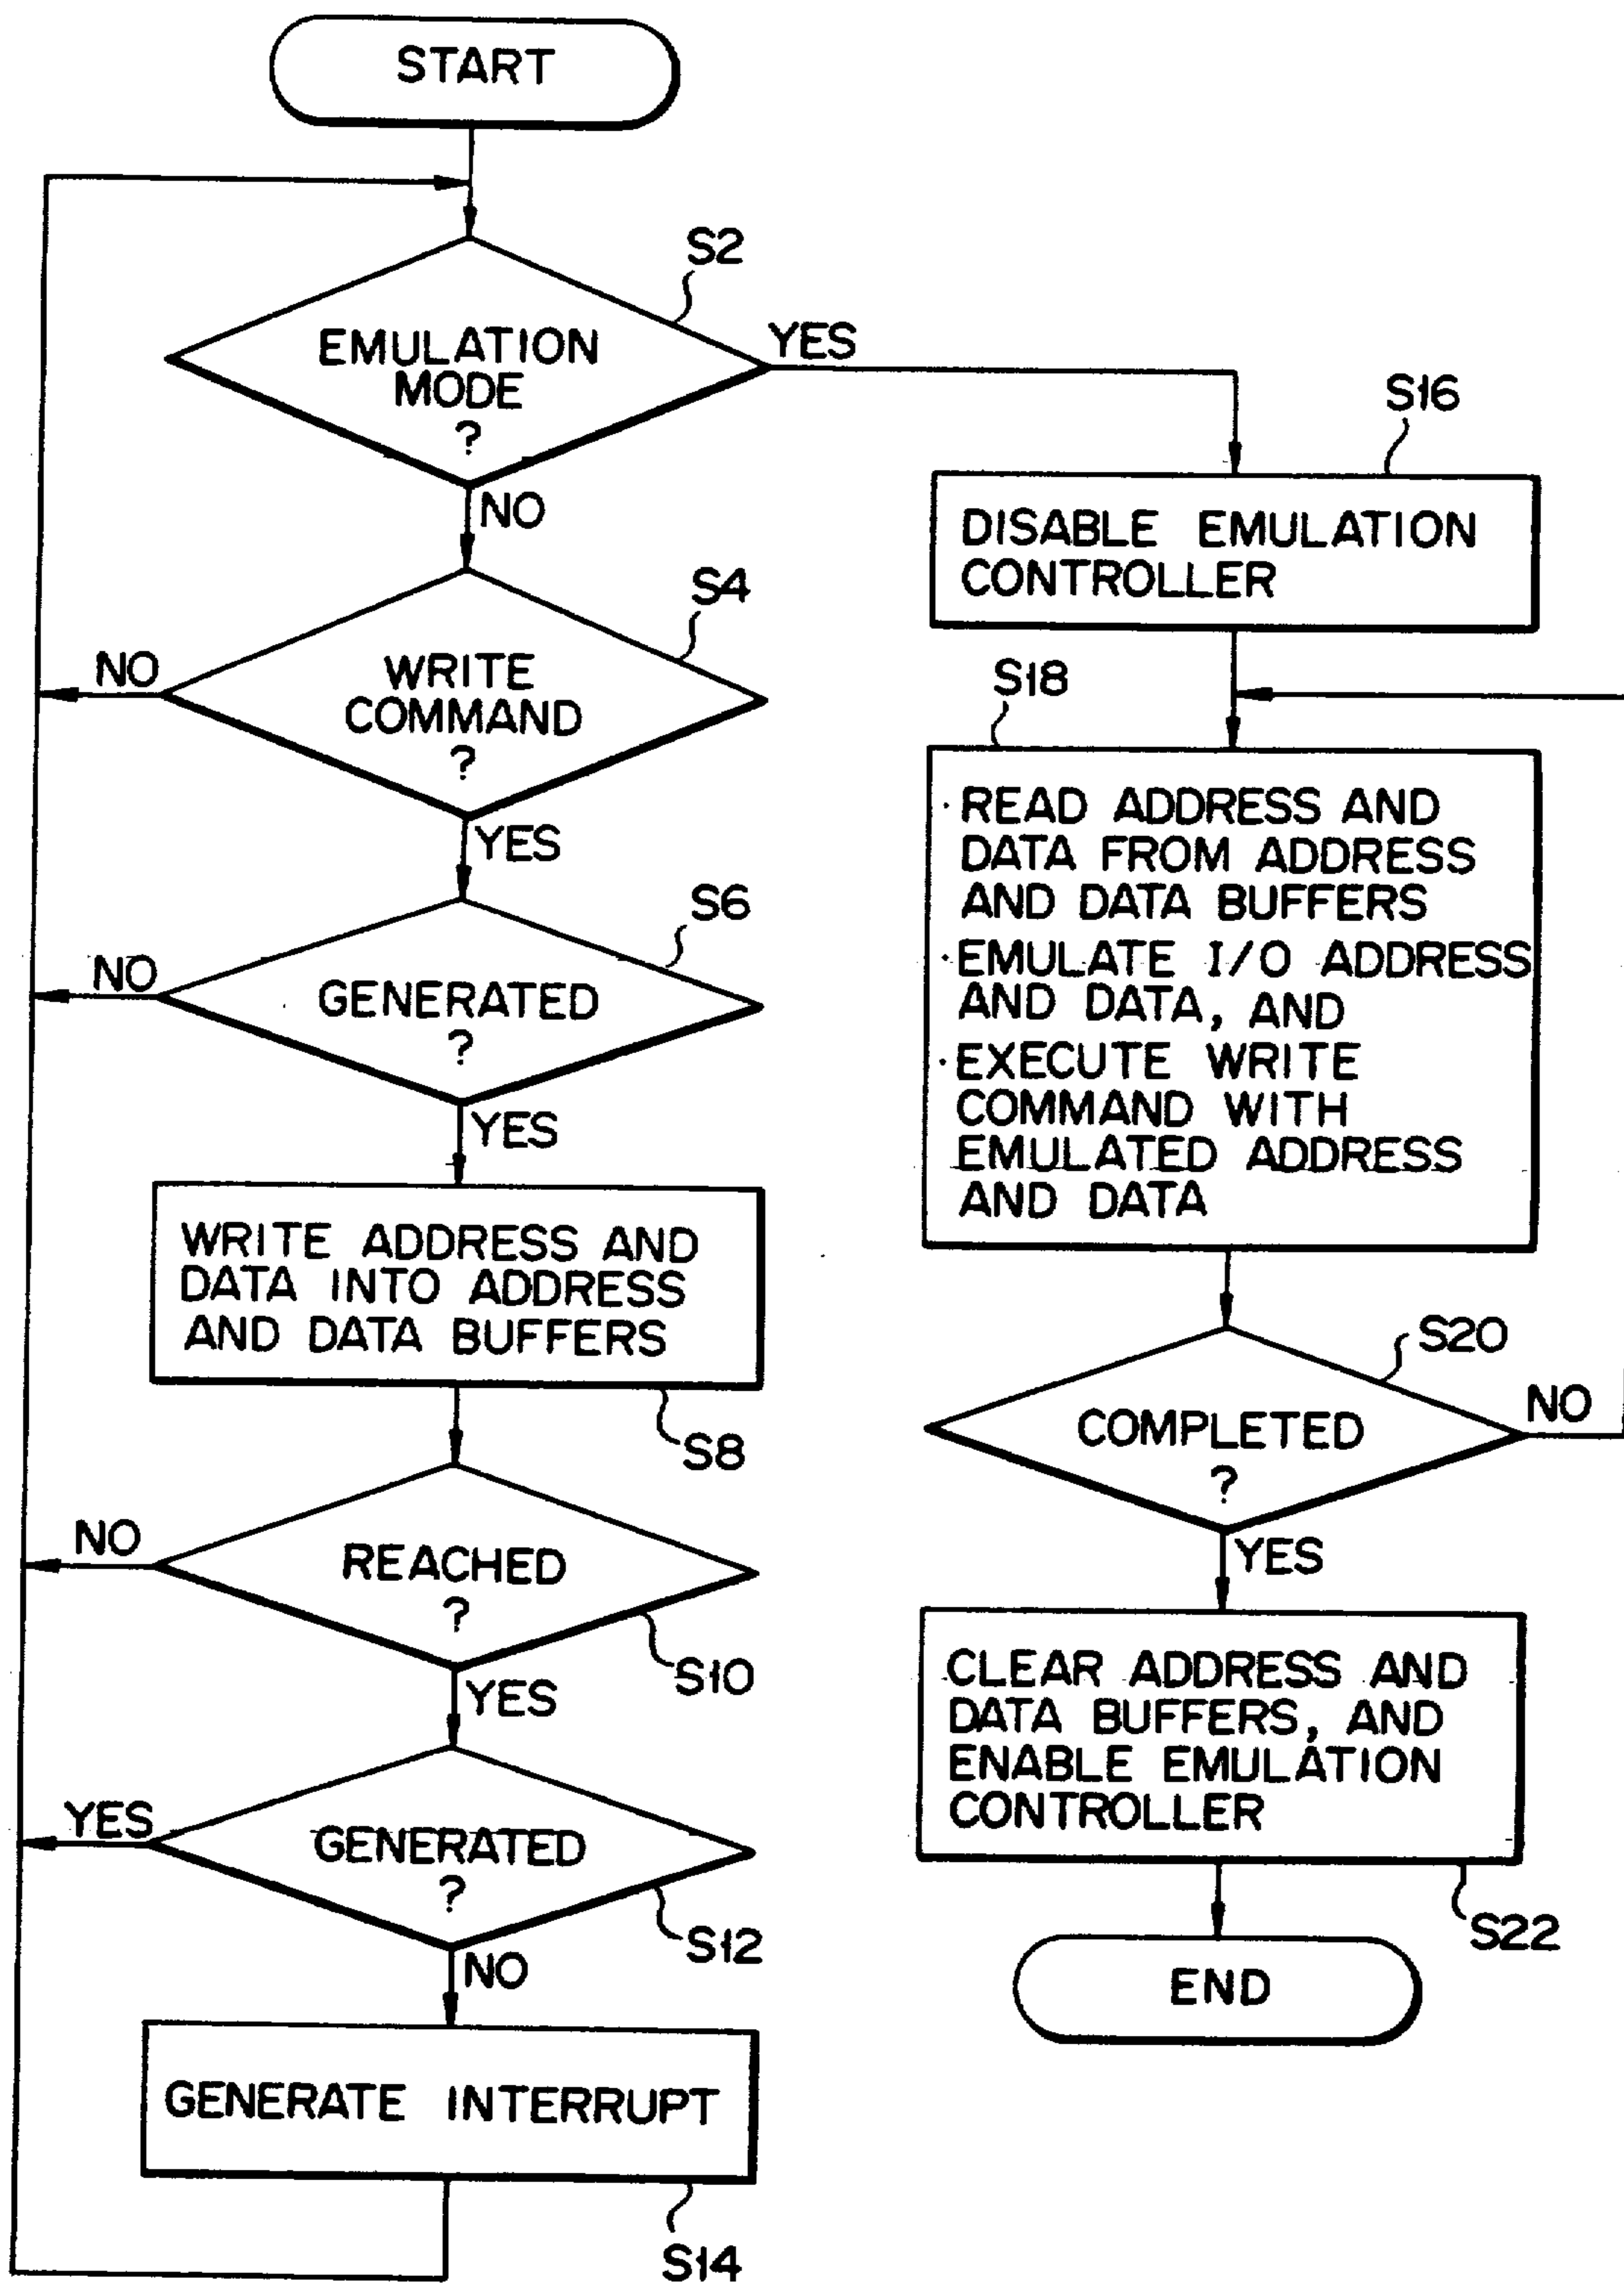 START
S2
EMULATION
MODE
?
YES
NO
S4
WRITE
COMMAND
?
NO
YES
S6
GENERATED
?
NO
YES
WRITE ADDRESS AND
DATA INTO ADDRESS
AND DATA BUFFERS
S8
REACHED
?
NO
S10
YES
GENERATED
?
YES
S12
NO
GENERATE INTERRUPT
S14
S16
DISABLE EMULATION
CONTROLLER
S18
·READ ADDRESS AND
DATA FROM ADDRESS
AND DATA BUFFERS
·EMULATE I/O ADDRESS
AND DATA, AND
·EXECUTE WRITE
COMMAND WITH
EMULATED ADDRESS
AND DATA
S20
COMPLETED
?
NO
YES
CLEAR ADDRESS AND
DATA BUFFERS, AND
ENABLE EMULATION
CONTROLLER
S22
END